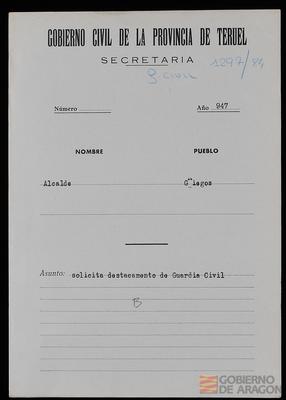 GOBIERNO CIVIL DE LA PROVINCIA DE TERUEL
SECRETARIA
G. civil 1297/84
Número Año 947
NOMBRE PUEBLO
Alcalde Griegos
Asunto: solicita destacamento de Guardia Civil
B
GOBIERNO
DE ARAGON